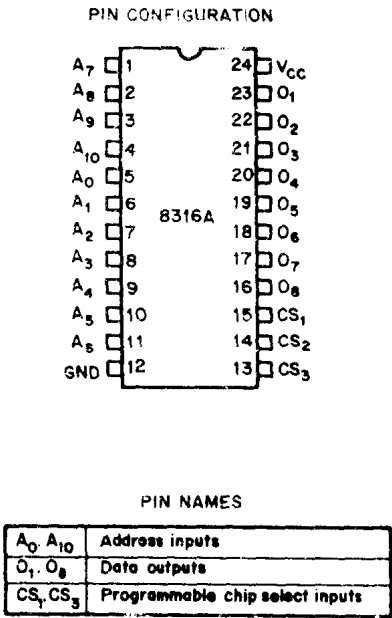 PIN CONFIGURATION
A7 1 24 VCC
A8 2 23 O1
A9 3 22 O2
A10 4 21 O3
A0 5 20 O4
A1 6 19 O5
A2 7 8316A 18 O6
A3 8 17 O7
A4 9 16 O8
A5 10 15 CS1
A6 11 14 CS2
GND 12 13 CS3
PIN NAMES
A0-A10 Address inputs
O1-O8 Data outputs
CS1-CS3 Programmable chip select inputs